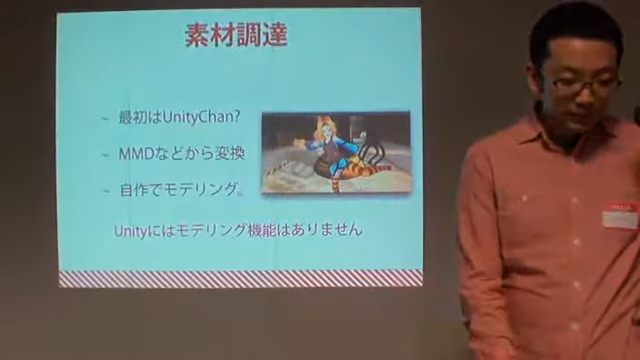 素材調達
最初はUnityChan?
MMDなどから変換
自作でモデリング。
Unityにはモデリング機能はありません